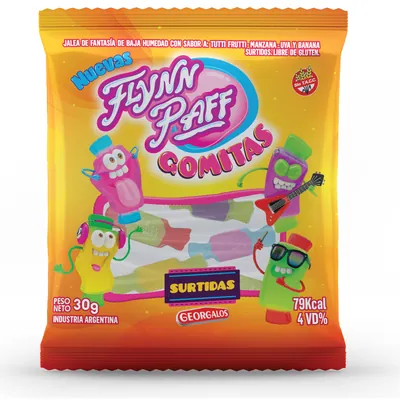 JALEA DE FANTASÍA DE BAJA HUMEDAD CON SABOR A: TUTTI FRUTTI, MANZANA, UVA Y BANANA
SURTIDOS. LIBRE DE GLUTEN.
Nuevas
FLYNN
PAFF
GOMITAS
Sin T.A.C.C.
SURTIDAS
GEORGALOS
PESO
NETO 30g
INDUSTRIA ARGENTINA
79Kcal
4 VD%